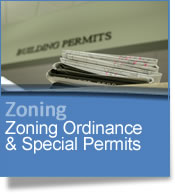 BUILDING PERMITS
Zoning
Zoning Ordinance
& Special Permits